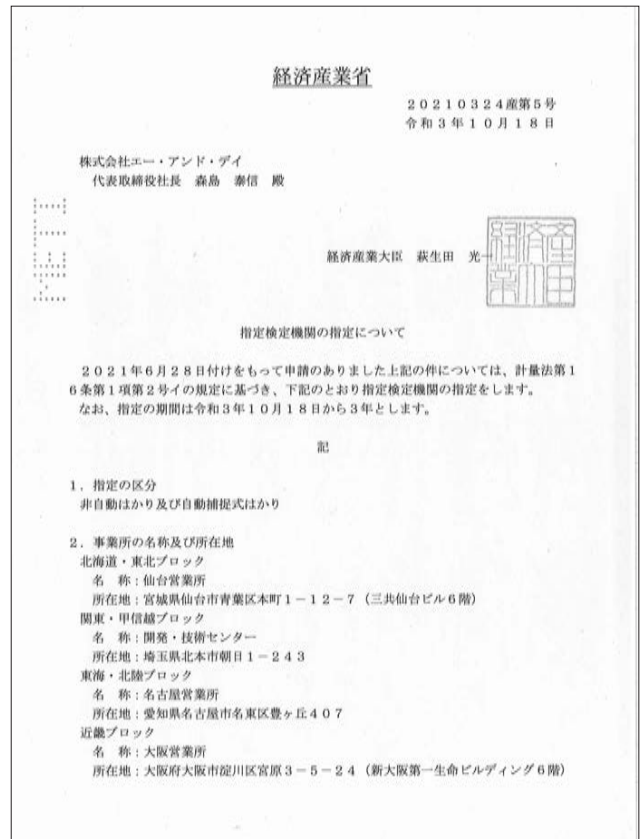 経済産業省
20210324産第5号
令和3年10月18日
株式会社エー・アンド・デイ
代表取締役社長 森島 泰信 殿
経済産業大臣 萩生田 光一
指定検定機関の指定について
2021年6月28日付けをもって申請のありました上記の件については、計量法第1
6条第1項第2号イの規定に基づき、下記のとおり指定検定機関の指定をします。
なお、指定の期間は令和3年10月18日から3年とします。
記
1.指定の区分
非自動はかり及び自動捕捉式はかり
2.事業所の名称及び所在地
北海道・東北ブロック
名 称:仙台営業所
所在地:宮城県仙台市青葉区本町1-12-7(三共仙台ビル6階)
関東・甲信越ブロック
名 称:開発・技術センター
所在地:埼玉県北本市朝日1-243
東海・北陸ブロック
名 称:名古屋営業所
所在地:愛知県名古屋市名東区豊ヶ丘407
近畿ブロック
名 称:大阪営業所
所在地:大阪府大阪市淀川区宮原3-5-24(新大阪第一生命ビルディング6階)